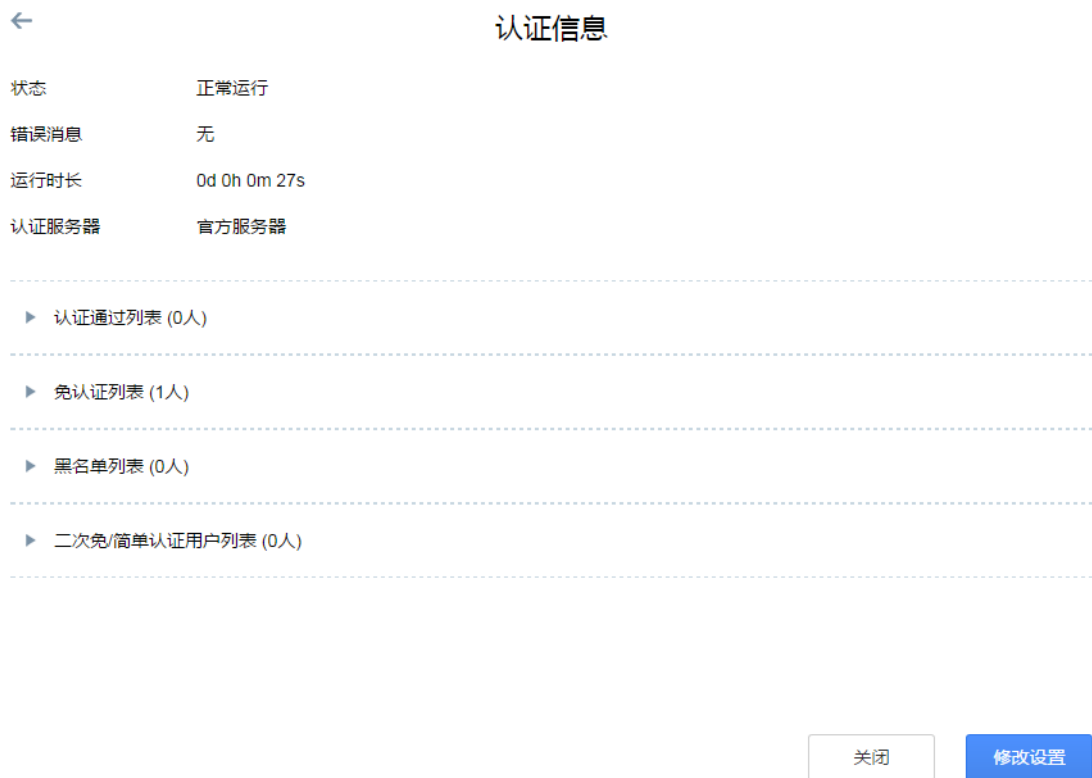 认证信息
状态 正常运行
错误消息 无
运行时长 0d 0h 0m 27s
认证服务器 官方服务器
认证通过列表 (0人)
免认证列表 (1人)
黑名单列表 (0人)
二次免/简单认证用户列表 (0人)
关闭 修改设置